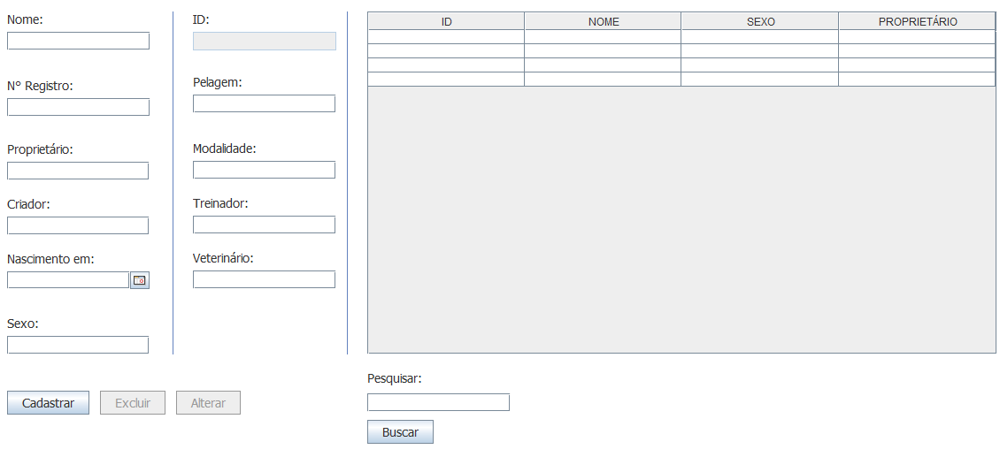 Nome:
Nº Registro:
Proprietário:
Criador:
Nascimento em:
Sexo:
ID:
Pelagem:
Modalidade:
Treinador:
Veterinário:
ID NOME SEXO PROPRIETÁRIO
Cadastrar Excluir Alterar
Pesquisar:
Buscar